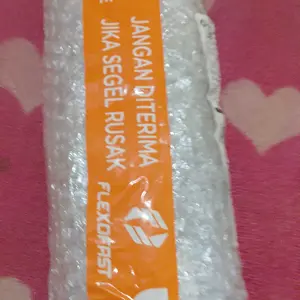 JANGAN DITERIMA
JIKA SEGEL RUSAK
FLEXOFAST